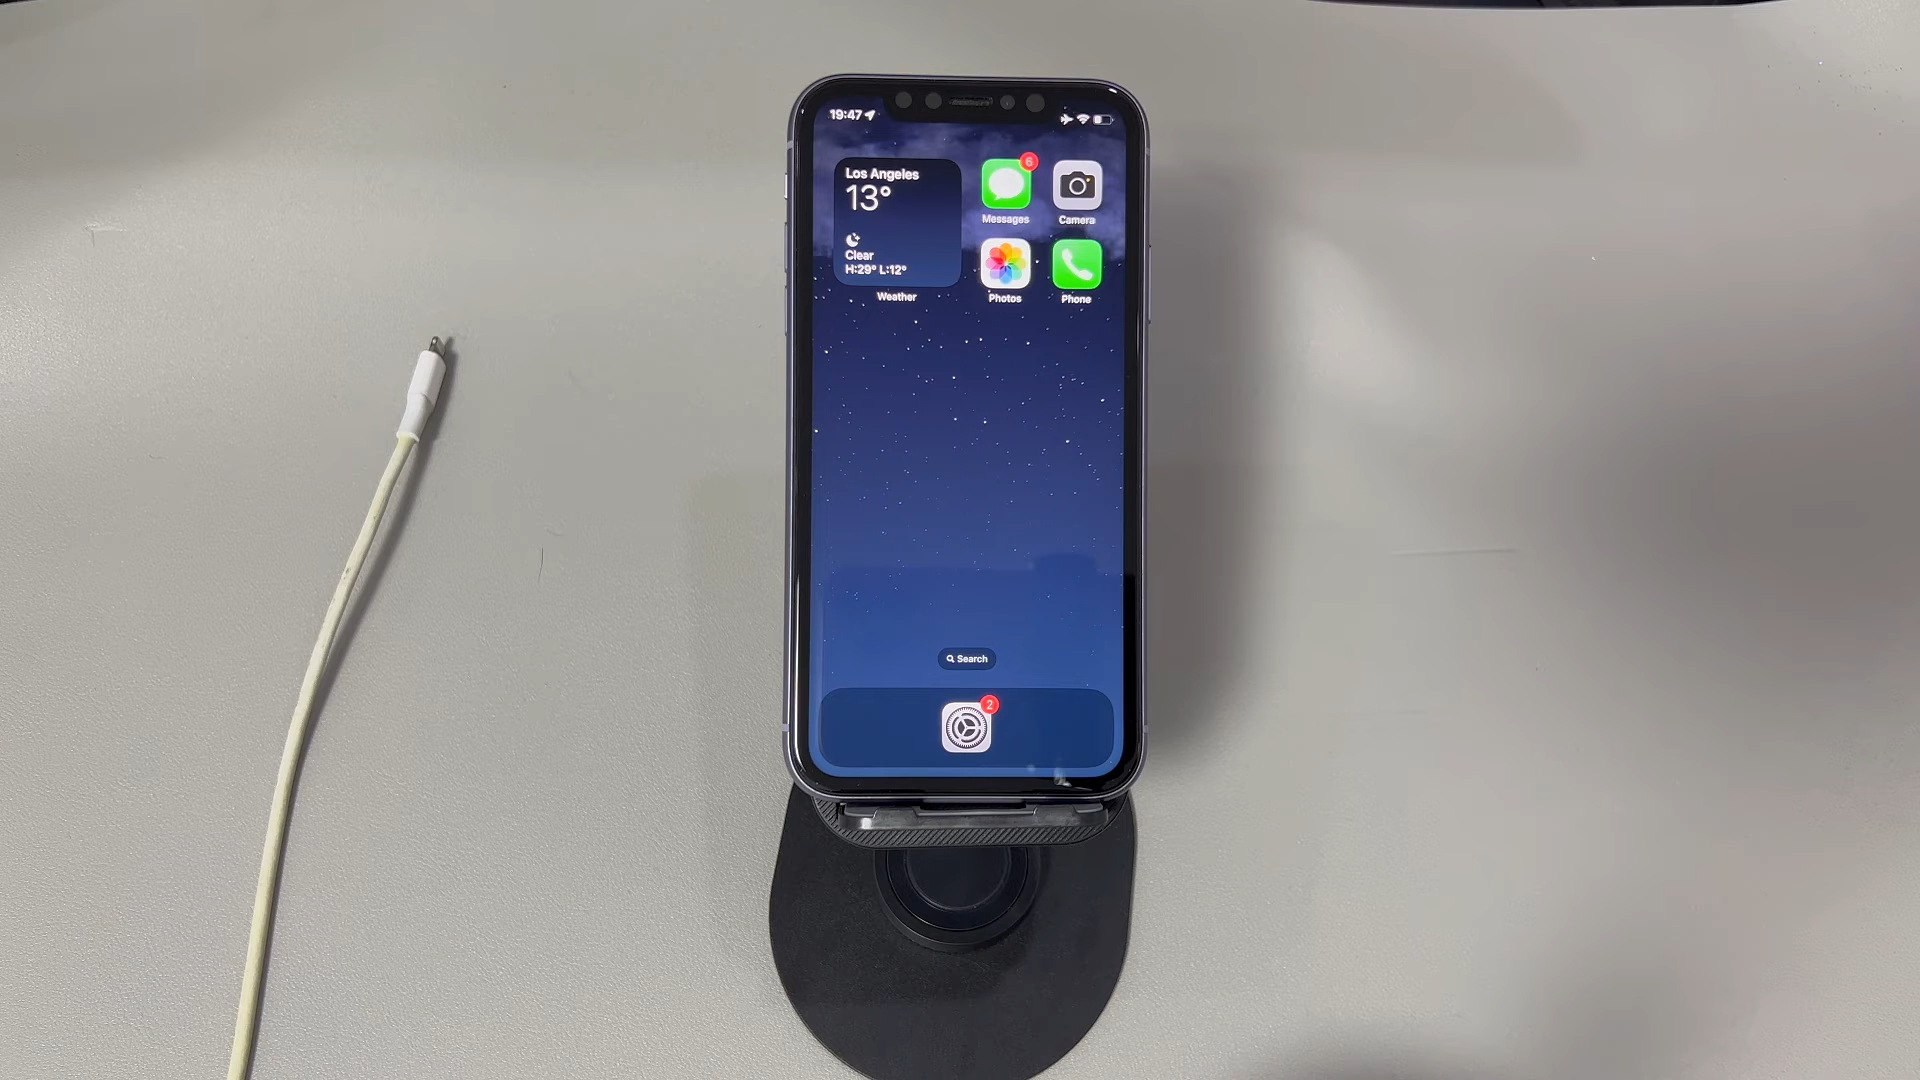 19:47
6
Los Angeles
13°
Clear
H:29° L:12°
Weather
Messages
Camera
Photos
Phone
Search
2